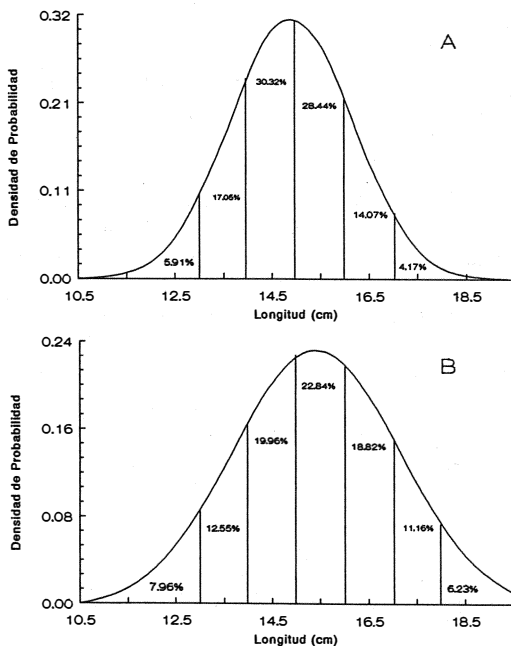 A
0.32
0.21
0.11
0.00
Densidad de Probabilidad
5.91%
17.05%
30.32%
28.44%
14.07%
4.17%
10.5 12.5 14.5 16.5 18.5
Longitud (cm)
B
0.24
0.16
0.08
0.00
Densidad de Probabilidad
7.96%
12.55%
19.96%
22.84%
18.82%
11.16%
6.23%
10.5 12.5 14.5 16.5 18.5
Longitud (cm)